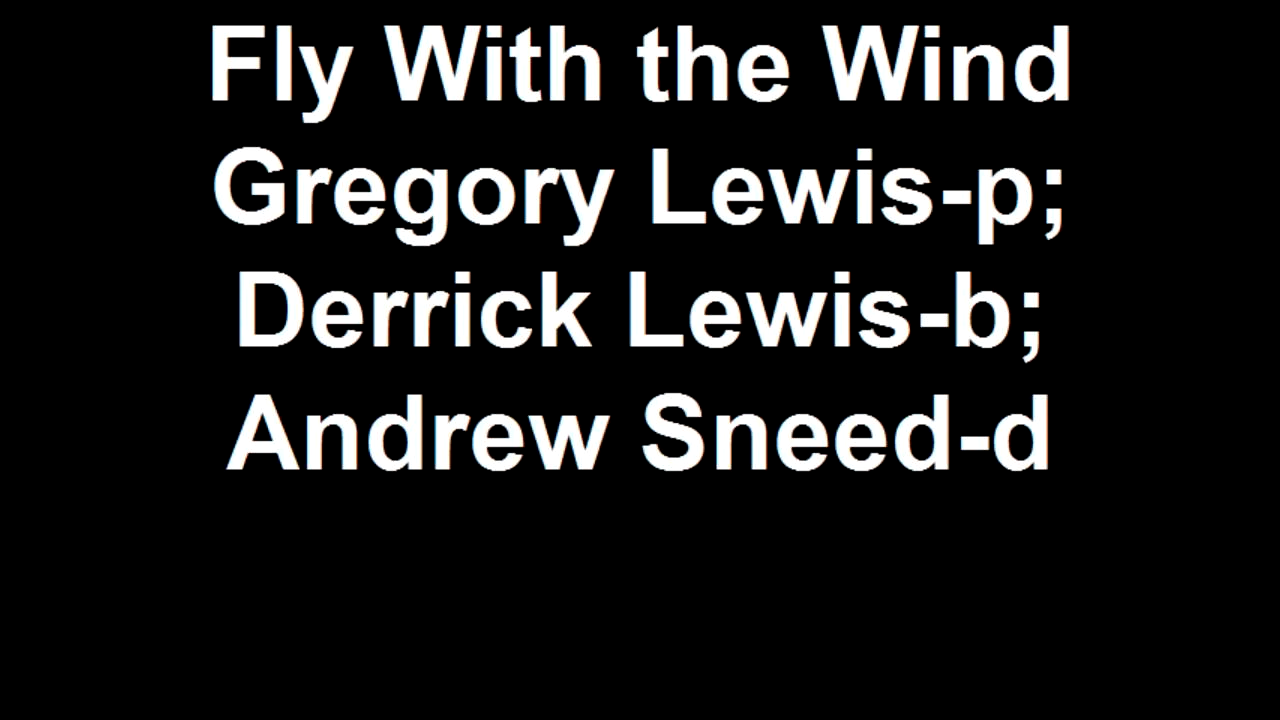 Fly With the Wind
Gregory Lewis-p;
Derrick Lewis-b;
Andrew Sneed-d